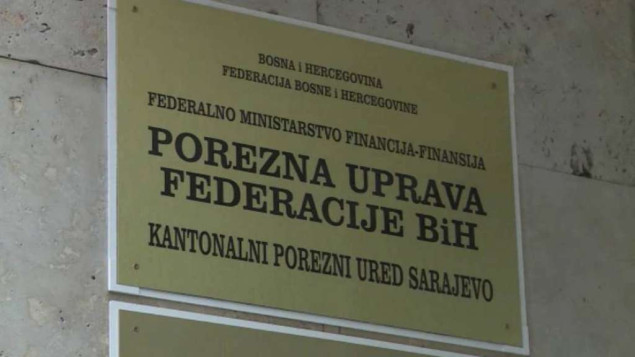 BOSNA i HERCEGOVINA
FEDERACIJA BOSNE i HERCEGOVINE
FEDERALNO MINISTARSTVO FINANCIJA-FINANSIJA
POREZNA UPRAVA
FEDERACIJE BiH
KANTONALNI POREZNI URED SARAJEVO